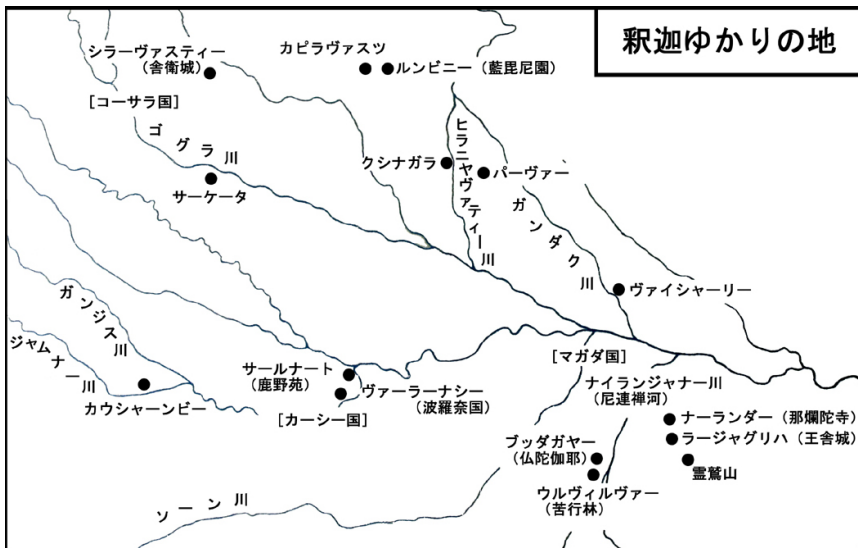 釈迦ゆかりの地
シラーヴァスティー
(舎衛城)
カピラヴァスツ
ルンビニー(藍毘尼園)
[コーサラ国]
ゴグラ川
サーケータ
クシナガラ
ヒラニヤヴァティー川
パーヴァー
ガンダク川
ヴァイシャーリー
ガンジス川
ジャムナー川
カウシャーンビー
サールナート
(鹿野苑)
ヴァーラーナシー
(波羅奈国)
[カーシー国]
[マガダ国]
ナイランジャナー川
(尼連禅河)
ナーランダー(那爛陀寺)
ラージャグリハ(王舎城)
霊鷲山
ブッダガヤー
(仏陀伽耶)
ウルヴィルヴァー
(苦行林)
ソーン川